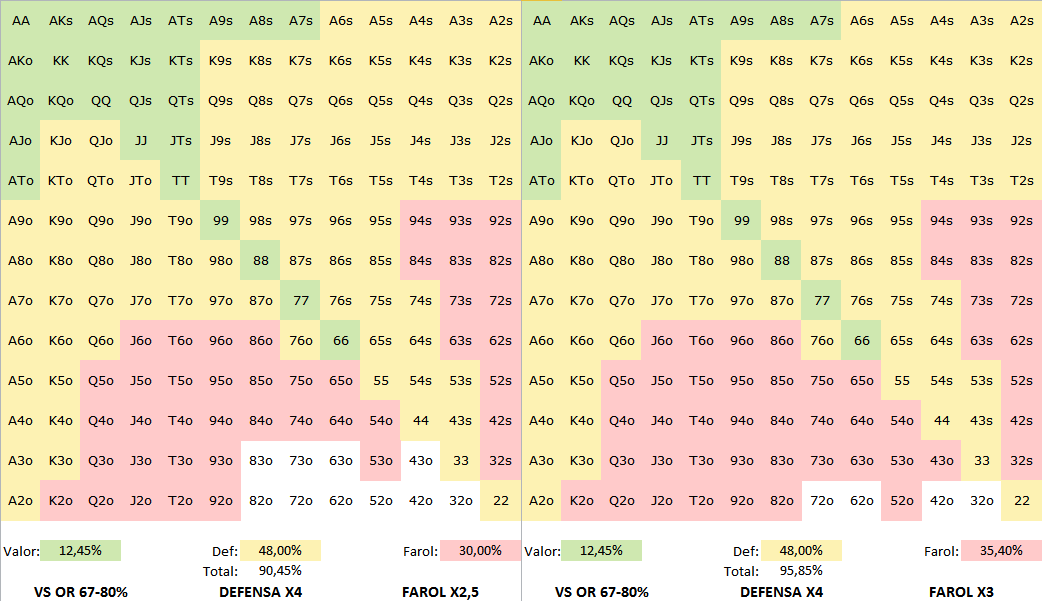 AA AKs AQs AJs ATs A9s A8s A7s A6s A5s A4s A3s A2s AA AKs AQs AJs ATs A9s A8s A7s A6s A5s A4s A3s A2s
AKo KK KQs KJs KTs K9s K8s K7s K6s K5s K4s K3s K2s AKo KK KQs KJs KTs K9s K8s K7s K6s K5s K4s K3s K2s
AQo KQo QQ QJs QTs Q9s Q8s Q7s Q6s Q5s Q4s Q3s Q2s AQo KQo QQ QJs QTs Q9s Q8s Q7s Q6s Q5s Q4s Q3s Q2s
AJo KJo QJo JJ JTs J9s J8s J7s J6s J5s J4s J3s J2s AJo KJo QJo JJ JTs J9s J8s J7s J6s J5s J4s J3s J2s
ATo KTo QTo JTo TT T9s T8s T7s T6s T5s T4s T3s T2s ATo KTo QTo JTo TT T9s T8s T7s T6s T5s T4s T3s T2s
A9o K9o Q9o J9o T9o 99 98s 97s 96s 95s 94s 93s 92s A9o K9o Q9o J9o T9o 99 98s 97s 96s 95s 94s 93s 92s
A8o K8o Q8o J8o T8o 98o 88 87s 86s 85s 84s 83s 82s A8o K8o Q8o J8o T8o 98o 88 87s 86s 85s 84s 83s 82s
A7o K7o Q7o J7o T7o 97o 87o 77 76s 75s 74s 73s 72s A7o K7o Q7o J7o T7o 97o 87o 77 76s 75s 74s 73s 72s
A6o K6o Q6o J6o T6o 96o 86o 76o 66 65s 64s 63s 62s A6o K6o Q6o J6o T6o 96o 86o 76o 66 65s 64s 63s 62s
A5o K5o Q5o J5o T5o 95o 85o 75o 65o 55 54s 53s 52s A5o K5o Q5o J5o T5o 95o 85o 75o 65o 55 54s 53s 52s
A4o K4o Q4o J4o T4o 94o 84o 74o 64o 54o 44 43s 42s A4o K4o Q4o J4o T4o 94o 84o 74o 64o 54o 44 43s 42s
A3o K3o Q3o J3o T3o 93o 83o 73o 63o 53o 43o 33 32s A3o K3o Q3o J3o T3o 93o 83o 73o 63o 53o 43o 33 32s
A2o K2o Q2o J2o T2o 92o 82o 72o 62o 52o 42o 32o 22 A2o K2o Q2o J2o T2o 92o 82o 72o 62o 52o 42o 32o 22
Valor: 12,45% Def: 48,00% Farol: 30,00% Valor: 12,45% Def: 48,00% Farol: 35,40%
Total: 90,45% Total: 95,85%
VS OR 67-80% DEFENSA X4 FAROL X2,5 VS OR 67-80% DEFENSA X4 FAROL X3